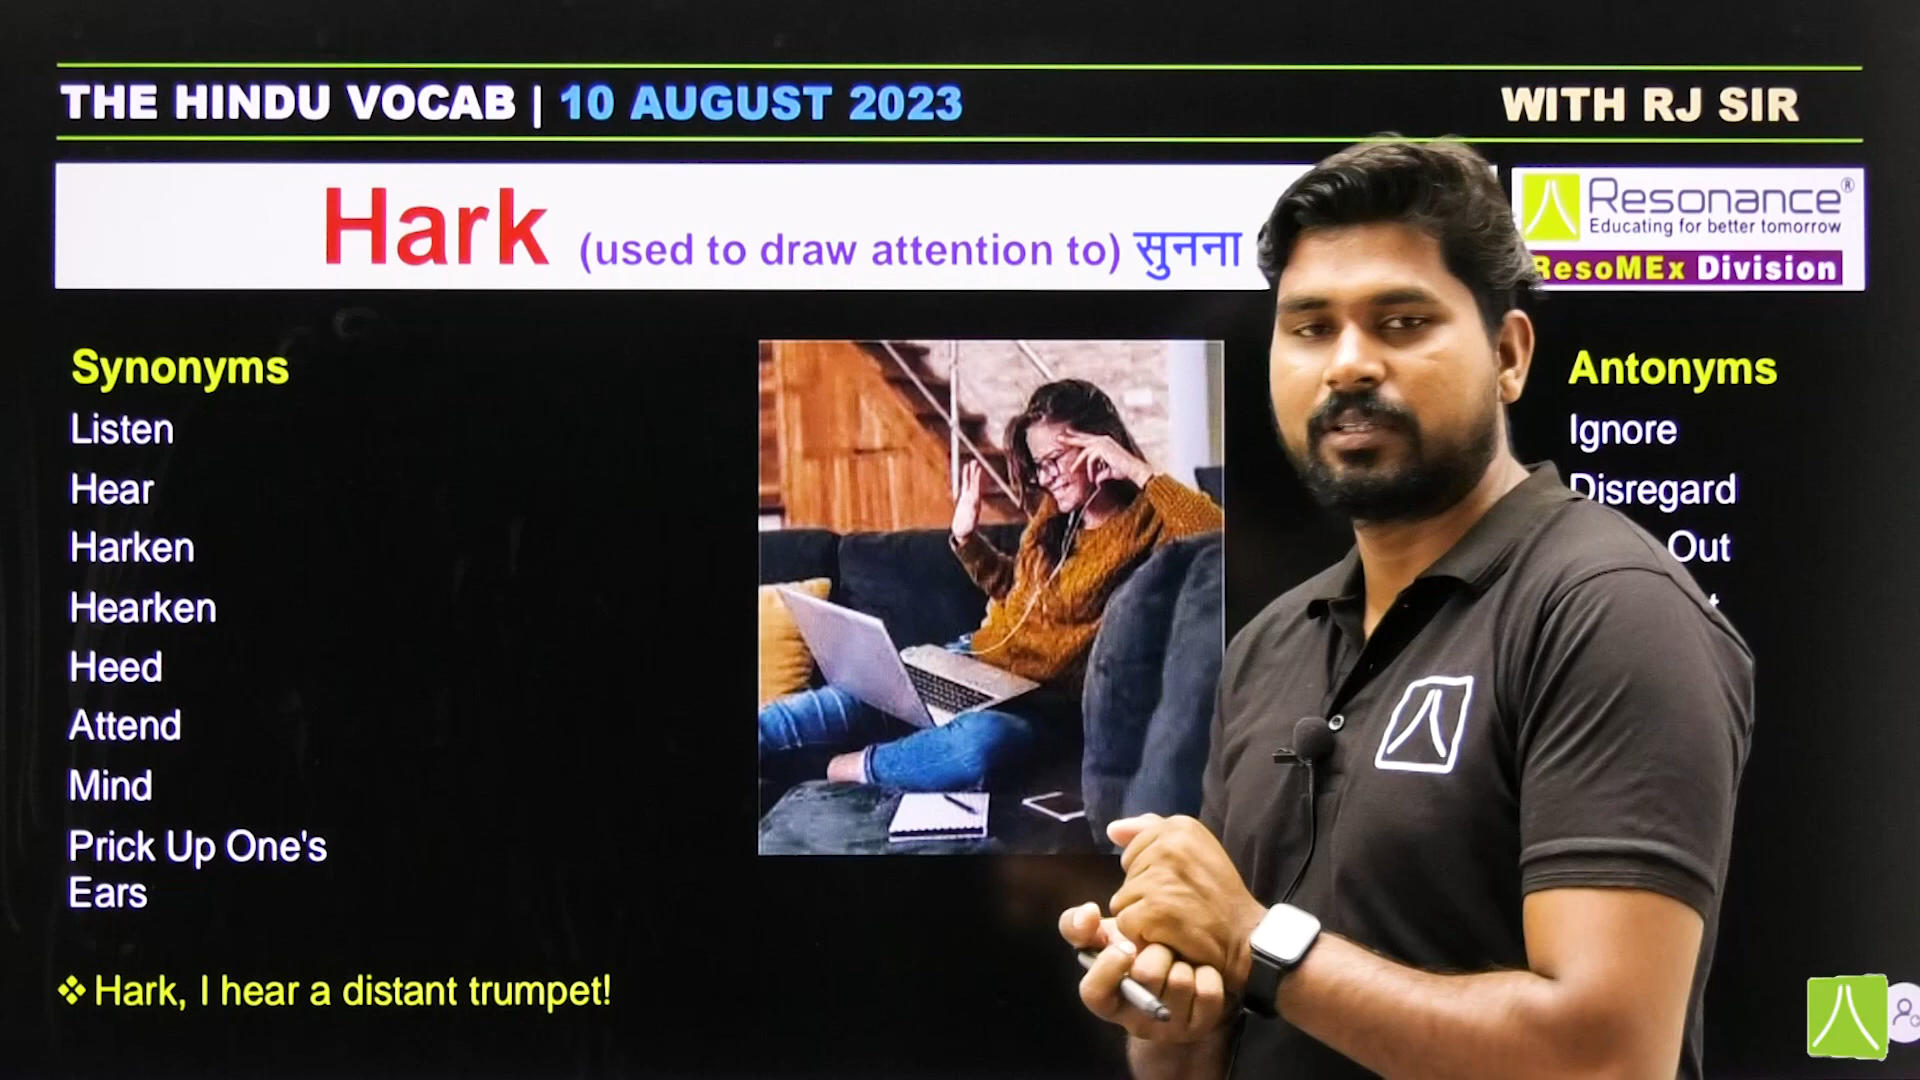 THE HINDU VOCAB | 10 AUGUST 2023
WITH RJ SIR
Hark (used to draw attention to) सुनना
Resonance®
Educating for better tomorrow
ResoMEx Division
Synonyms
Listen
Hear
Harken
Hearken
Heed
Attend
Mind
Prick Up One's
Ears
Antonyms
Ignore
Disregard
Out
❖ Hark, I hear a distant trumpet!